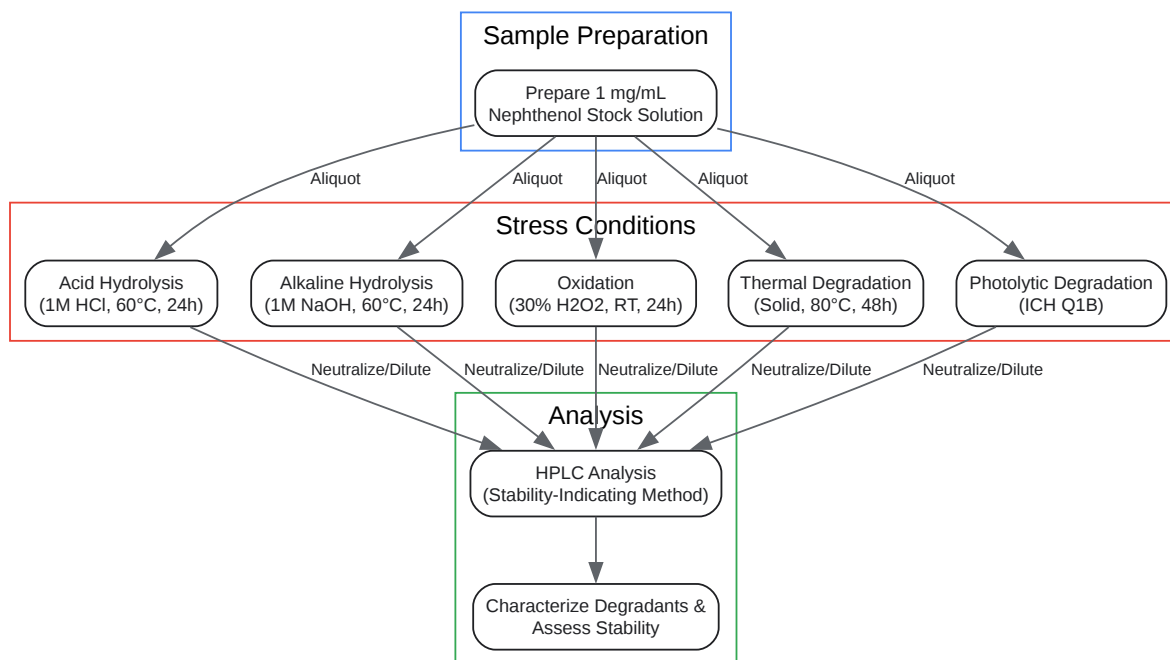 Sample Preparation
Prepare 1 mg/mL
Nephthenol Stock Solution
Aliquot
Aliquot
Aliquot
Aliquot
Aliquot
Stress Conditions
Acid Hydrolysis
(1M HCl, 60°C, 24h)
Alkaline Hydrolysis
(1M NaOH, 60°C, 24h)
Oxidation
(30% H2O2, RT, 24h)
Thermal Degradation
(Solid, 80°C, 48h)
Photolytic Degradation
(ICH Q1B)
Neutralize/Dilute
Neutralize/Dilute
Neutralize/Dilute
Neutralize/Dilute
Neutralize/Dilute
Analysis
HPLC Analysis
(Stability-Indicating Method)
Characterize Degradants &
Assess Stability